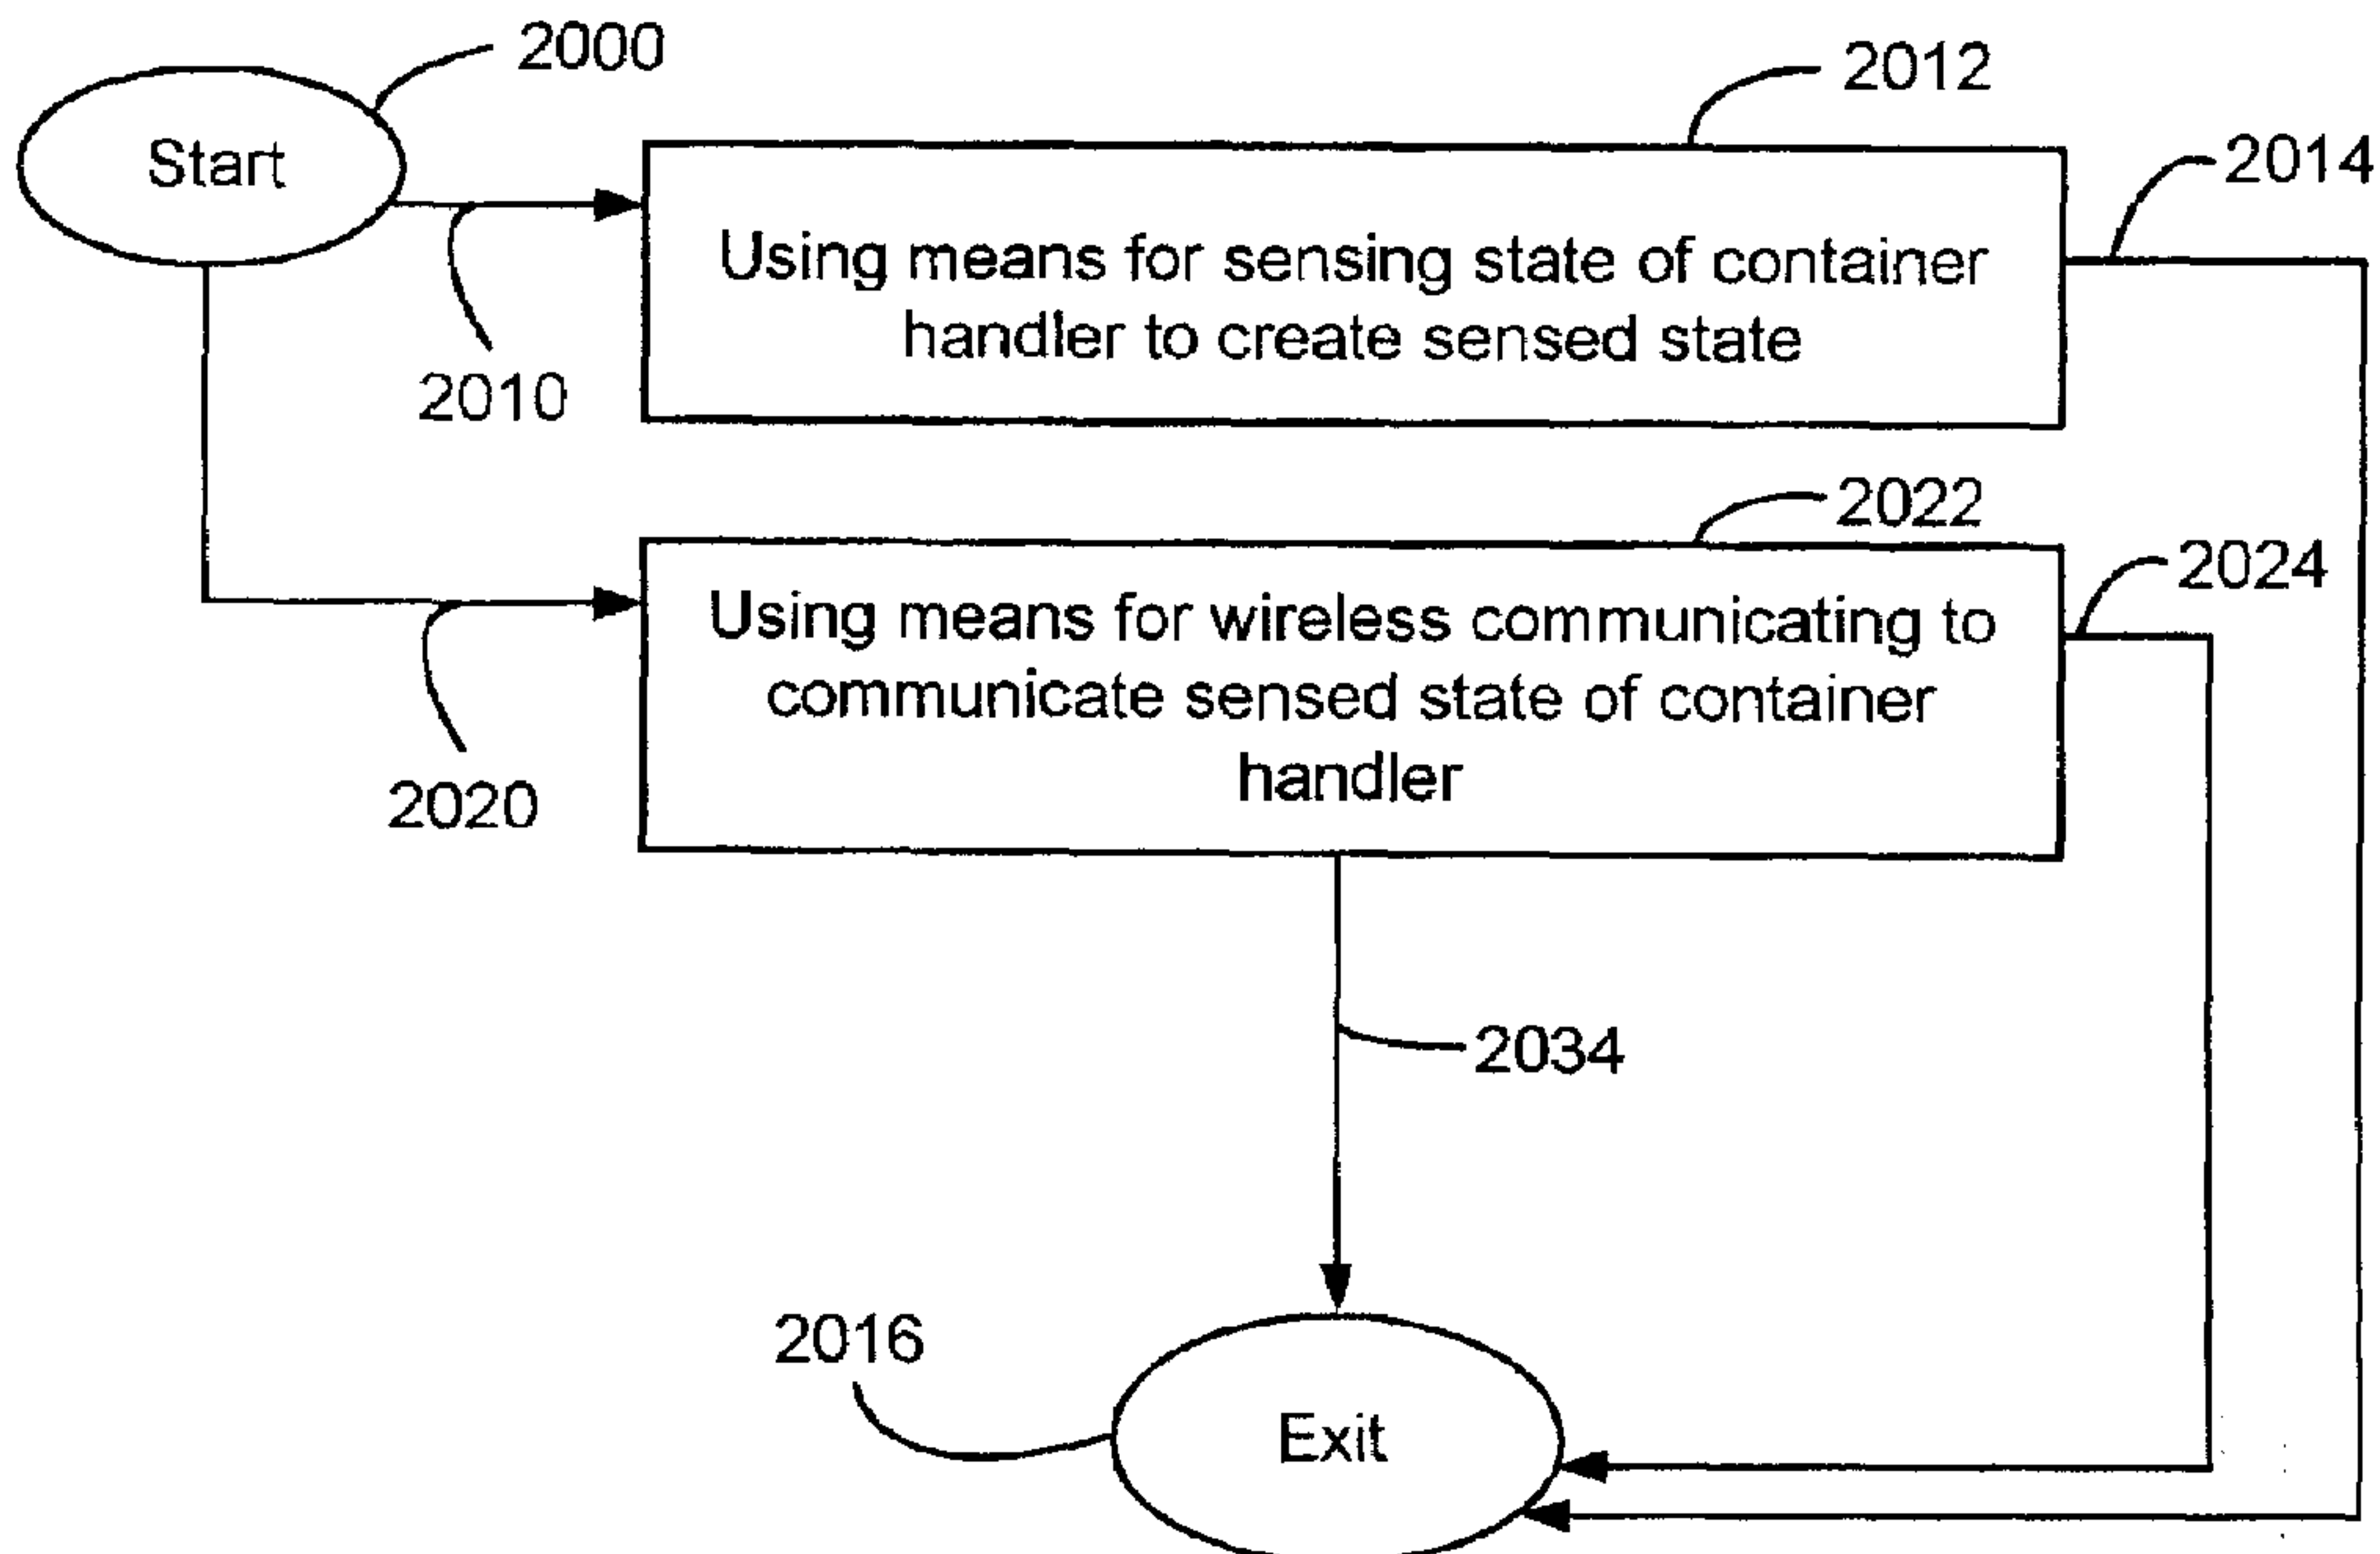 2000
2012
Start
2014
Using means for sensing state of container
handler to create sensed state
2010
2022
2024
Using means for wireless communicating to
communicate sensed state of container
handler
2020
2034
2016
Exit